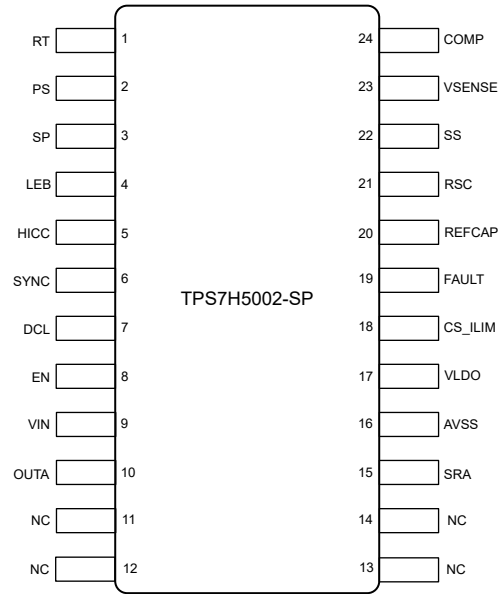 RT 1 24 COMP
PS 2 23 VSENSE
SP 3 22 SS
LEB 4 21 RSC
HICC 5 20 REFCAP
SYNC 6 19 FAULT
TPS7H5002-SP
DCL 7 18 CS_ILIM
EN 8 17 VLDO
VIN 9 16 AVSS
OUTA 10 15 SRA
NC 11 14 NC
NC 12 13 NC